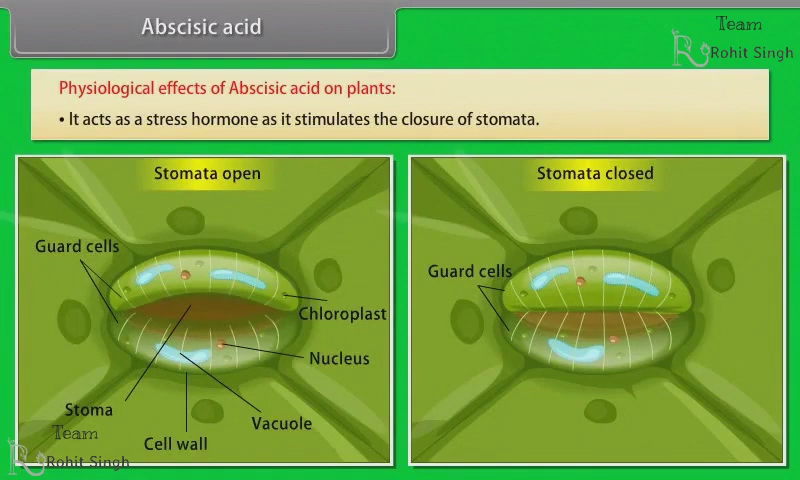 Abscisic acid
Team
Rohit Singh
Physiological effects of Abscisic acid on plants:
• It acts as a stress hormone as it stimulates the closure of stomata.
Stomata open
Guard cells
Chloroplast
Nucleus
Stoma
Vacuole
Cell wall
Team
Rohit Singh
Stomata closed
Guard cells